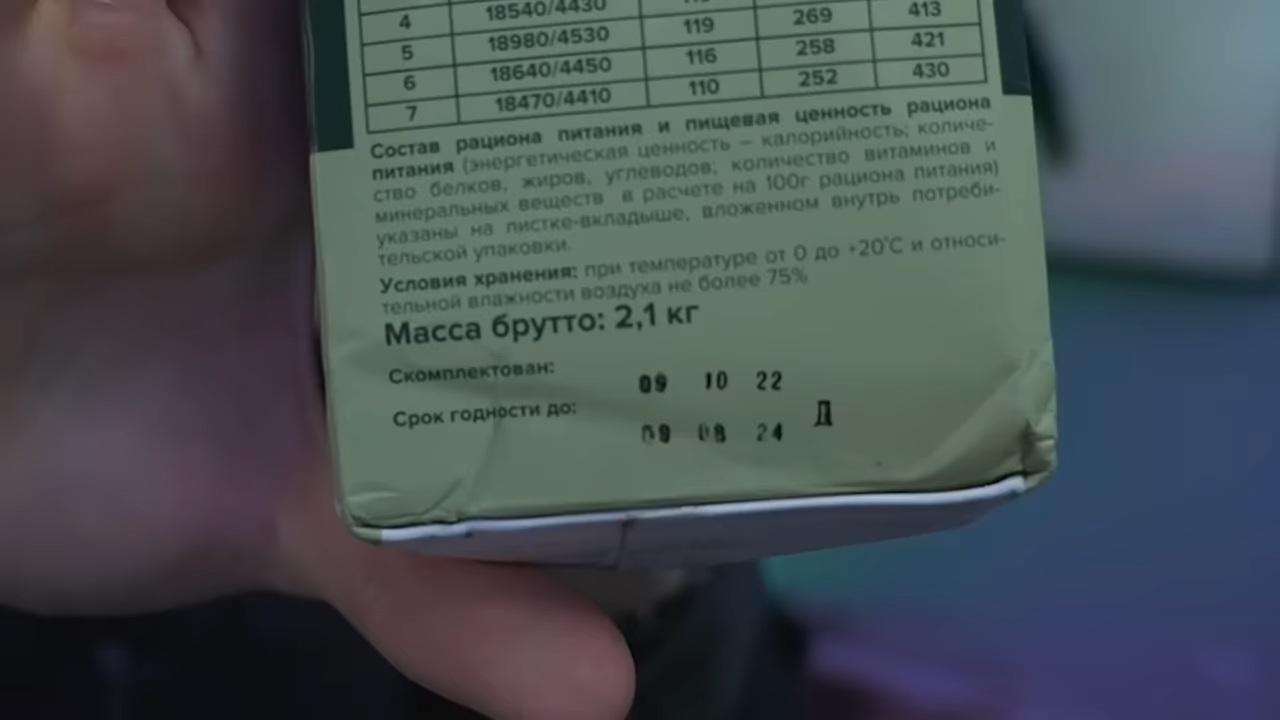 4 18540/4430 269 413
5 18980/4530 119 258 421
6 18640/4450 116 252 430
7 18470/4410 110
Состав рациона питания и пищевая ценность рациона
питания (энергетическая ценность – калорийность; количе-
ство белков, жиров, углеводов; количество витаминов и
минеральных веществ в расчете на 100г рациона питания)
указаны на листке-вкладыше, вложенном внутрь потреби-
тельской упаковки.
Условия хранения: при температуре от 0 до +20°С и относи-
тельной влажности воздуха не более 75%
Масса брутто: 2,1 кг
Скомплектован: 09 10 22
Срок годности до: 09 08 24 Д